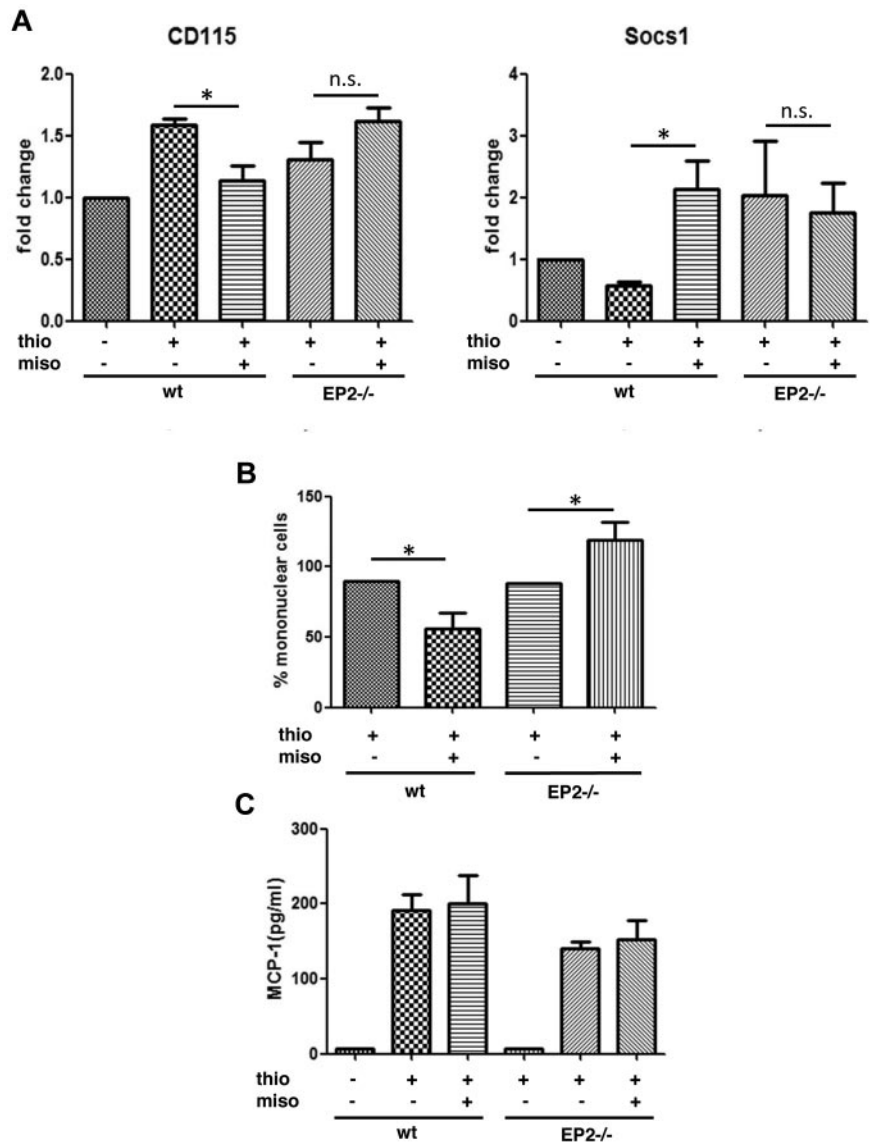 A
CD115
Socs1
fold change
2.0
1.5
1.0
0.5
0.0
*
n.s.
thio - + + + +
miso - - + - +
wt EP2-/-
fold change
4
3
2
1
0
*
n.s.
thio - + + + +
miso - - + - +
wt EP2-/-
B
% mononuclear cells
150
100
50
0
*
*
thio + + + +
miso - + - +
wt EP2-/-
C
MCP-1(pg/ml)
300
200
100
0
thio - + + + + +
miso - - + - - +
wt EP2-/-